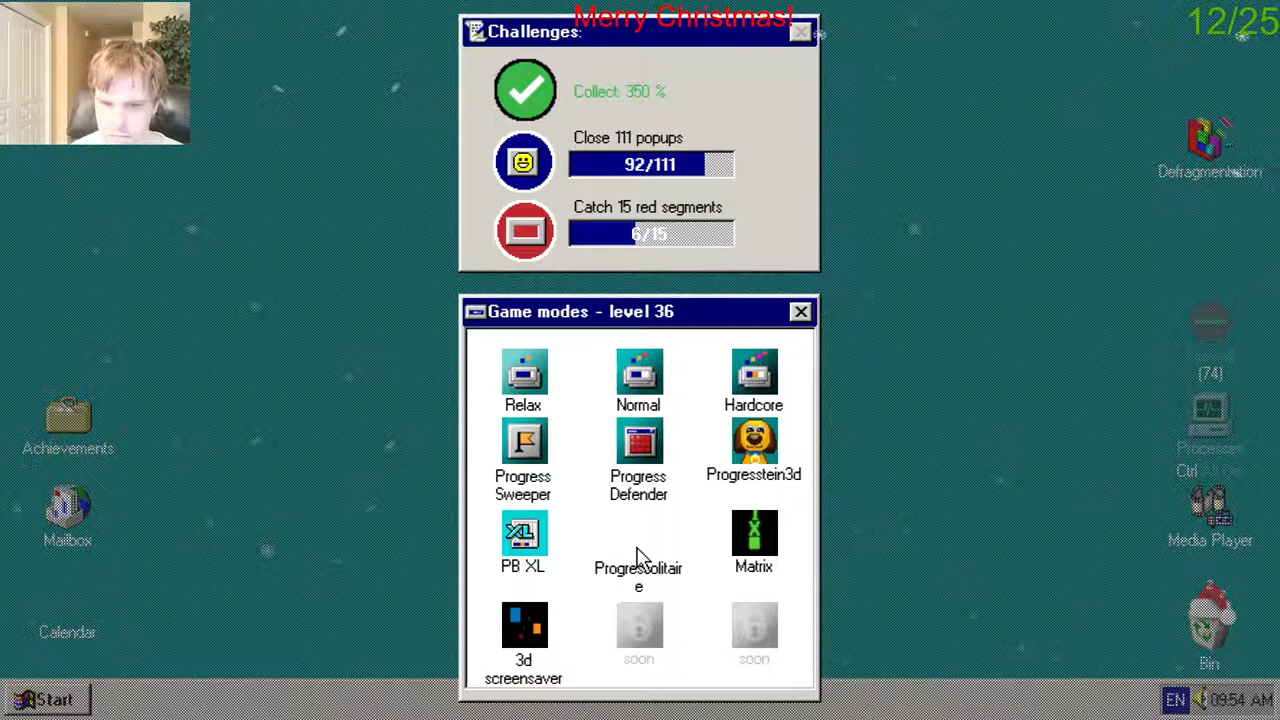 Merry Christmas!
12/25
Challenges:
Collect: 350 %
Close 111 popups
92/111
Catch 15 red segments
6/15
Game modes - level 36
Relax
Normal
Hardcore
Progress
Sweeper
Progress
Defender
Progresstein3d
PB XL
Progressolitair
e
Matrix
3d
screensaver
soon
soon
Achievements
Mailbox
Calendar
Defragmentation
Media Player
Bin
Start
EN
09:54 AM